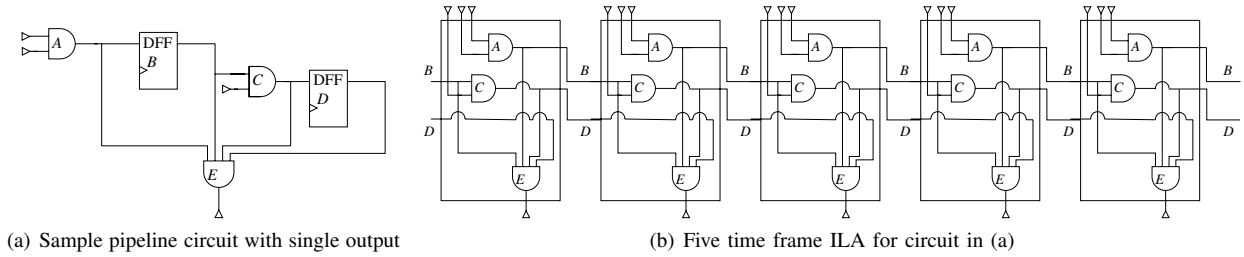 A
DFF
B
C
DFF
D
E
(a) Sample pipeline circuit with single output
B
D
A
C
E
B
D
A
C
E
B
D
A
C
E
B
D
A
C
E
B
D
A
C
E
B
D
(b) Five time frame ILA for circuit in (a)